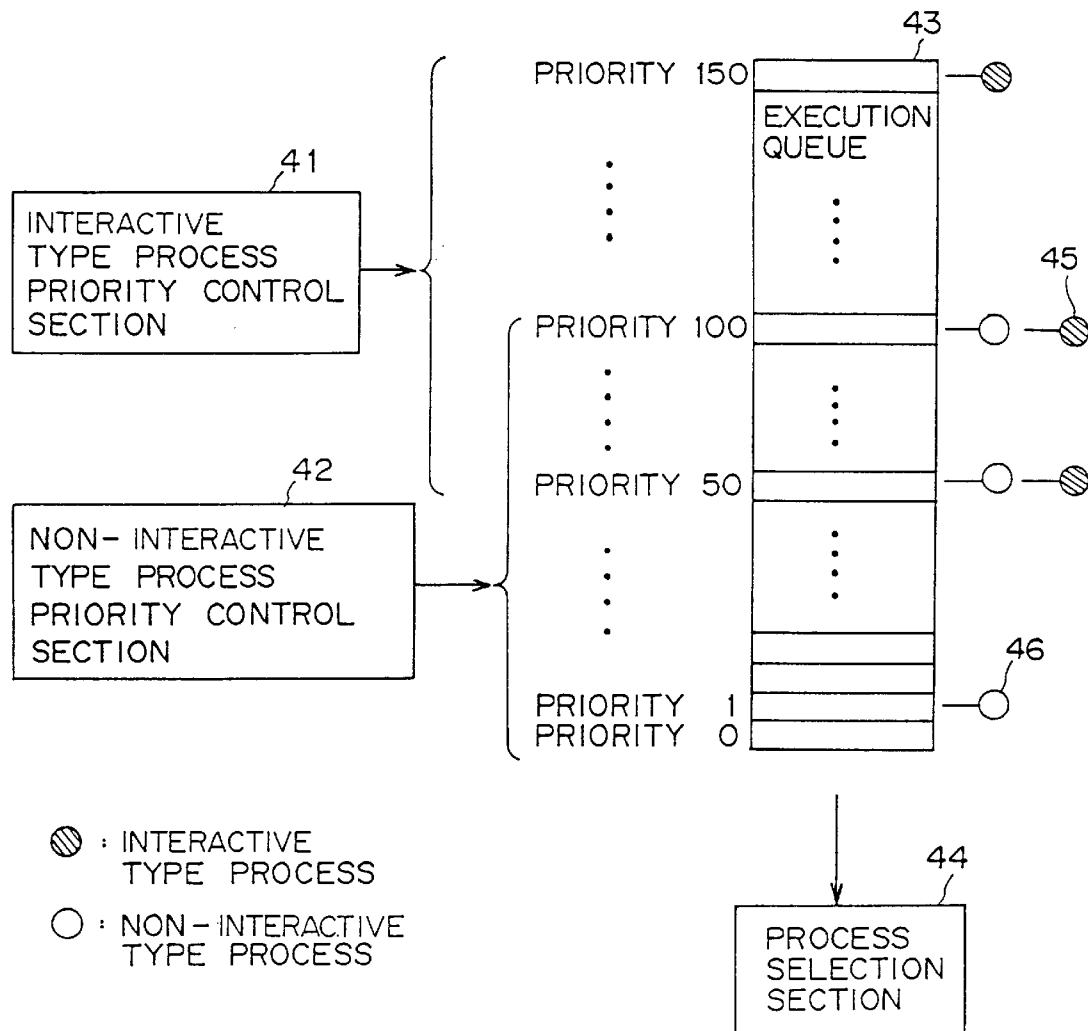 43
PRIORITY 150
EXECUTION
QUEUE
41
INTERACTIVE
TYPE PROCESS
PRIORITY CONTROL
SECTION
45
PRIORITY 100
42
PRIORITY 50
NON-INTERACTIVE
TYPE PROCESS
PRIORITY CONTROL
SECTION
46
PRIORITY 1
PRIORITY 0
: INTERACTIVE
TYPE PROCESS
: NON-INTERACTIVE
TYPE PROCESS
44
PROCESS
SELECTION
SECTION